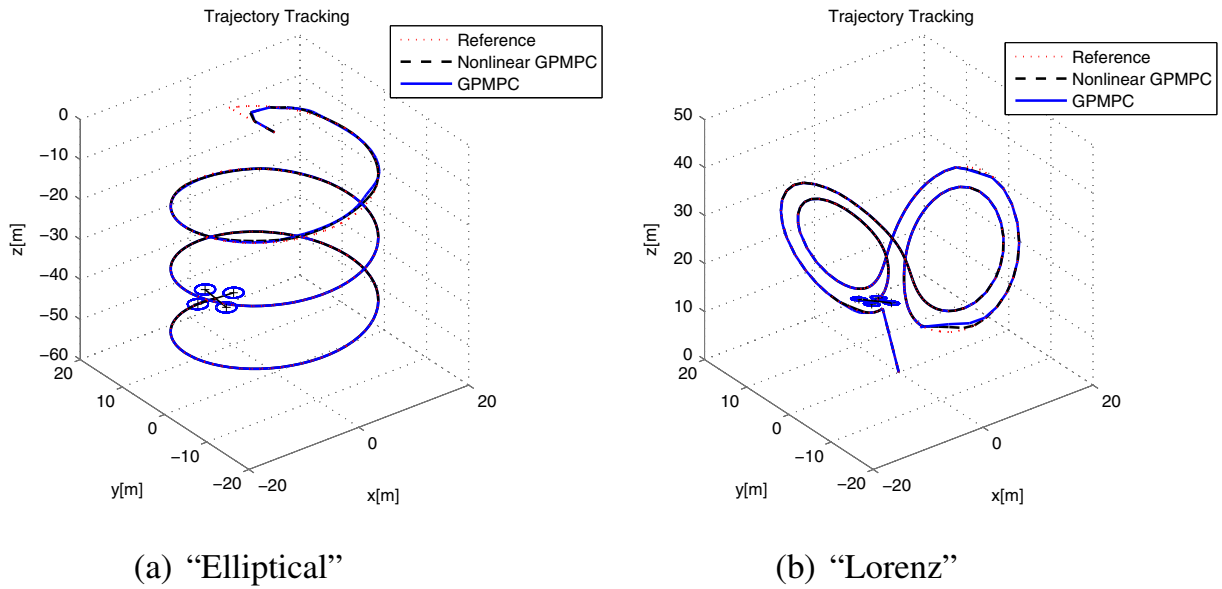 Trajectory Tracking
Reference
Nonlinear GPMPC
GPMPC
0
−10
−20
−30
−40
−50
−60
z[m]
20
10
0
−10
−20
y[m]
−20
0
20
x[m]
(a) “Elliptical”
Trajectory Tracking
Reference
Nonlinear GPMPC
GPMPC
50
40
30
20
10
0
z[m]
20
10
0
−10
−20
y[m]
−20
0
20
x[m]
(b) “Lorenz”